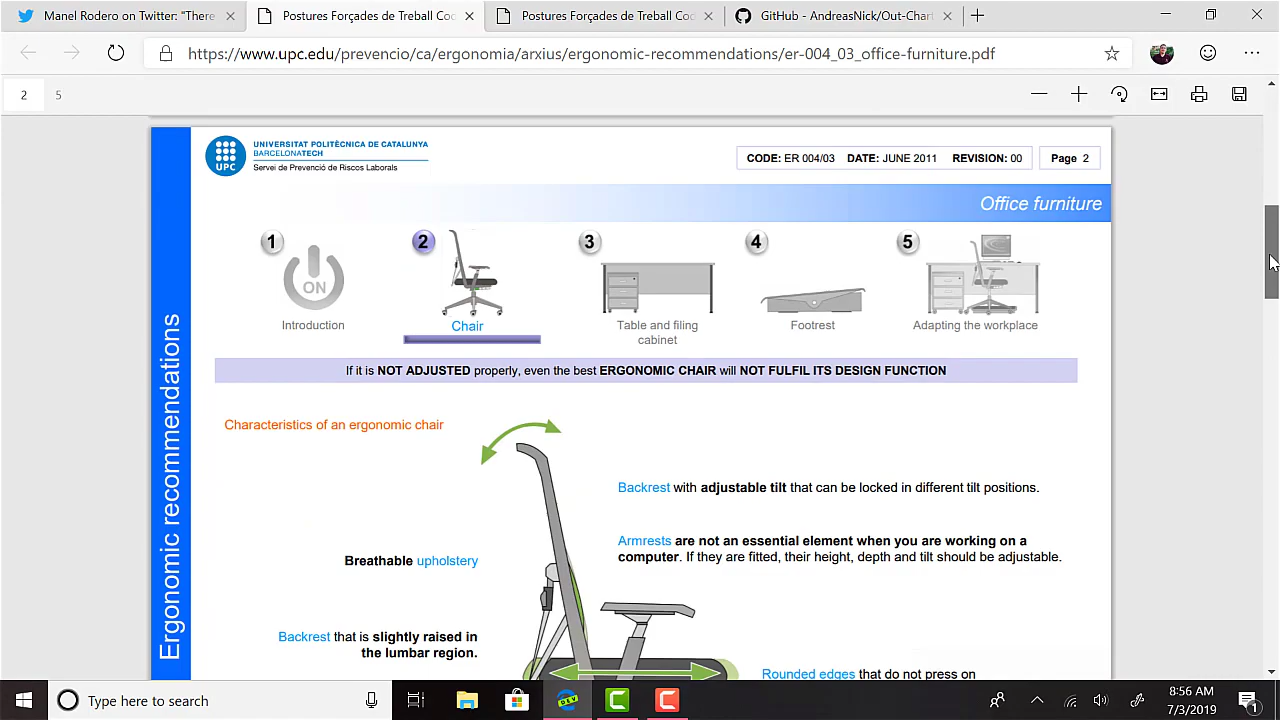 Manel Rodero on Twitter: “There
Postures Forçades de Treball Co
Postures Forçades de Treball Coc
GitHub - AndreasNick/Out-Chart
https://www.upc.edu/prevencio/ca/ergonomia/arxius/ergonomic-recommendations/er-004_03_office-furniture.pdf
2 5
UNIVERSITAT POLITÈCNICA DE CATALUNYA
BARCELONATECH
UPC
Servei de Prevenció de Riscos Laborals
CODE: ER 004/03 DATE: JUNE 2011 REVISION: 00 Page 2
Office furniture
Ergonomic recommendations
1 2 3 4 5
ON
Introduction
Chair
Table and filing
cabinet
Footrest
Adapting the workplace
If it is NOT ADJUSTED properly, even the best ERGONOMIC CHAIR will NOT FULFIL ITS DESIGN FUNCTION
Characteristics of an ergonomic chair
Backrest with adjustable tilt that can be locked in different tilt positions.
Armrests are not an essential element when you are working on a
computer. If they are fitted, their height, depth and tilt should be adjustable.
Breathable upholstery
Backrest that is slightly raised in
the lumbar region.
Rounded edges that do not press on
Type here to search
DEV
8:56 AM
7/3/2019
1